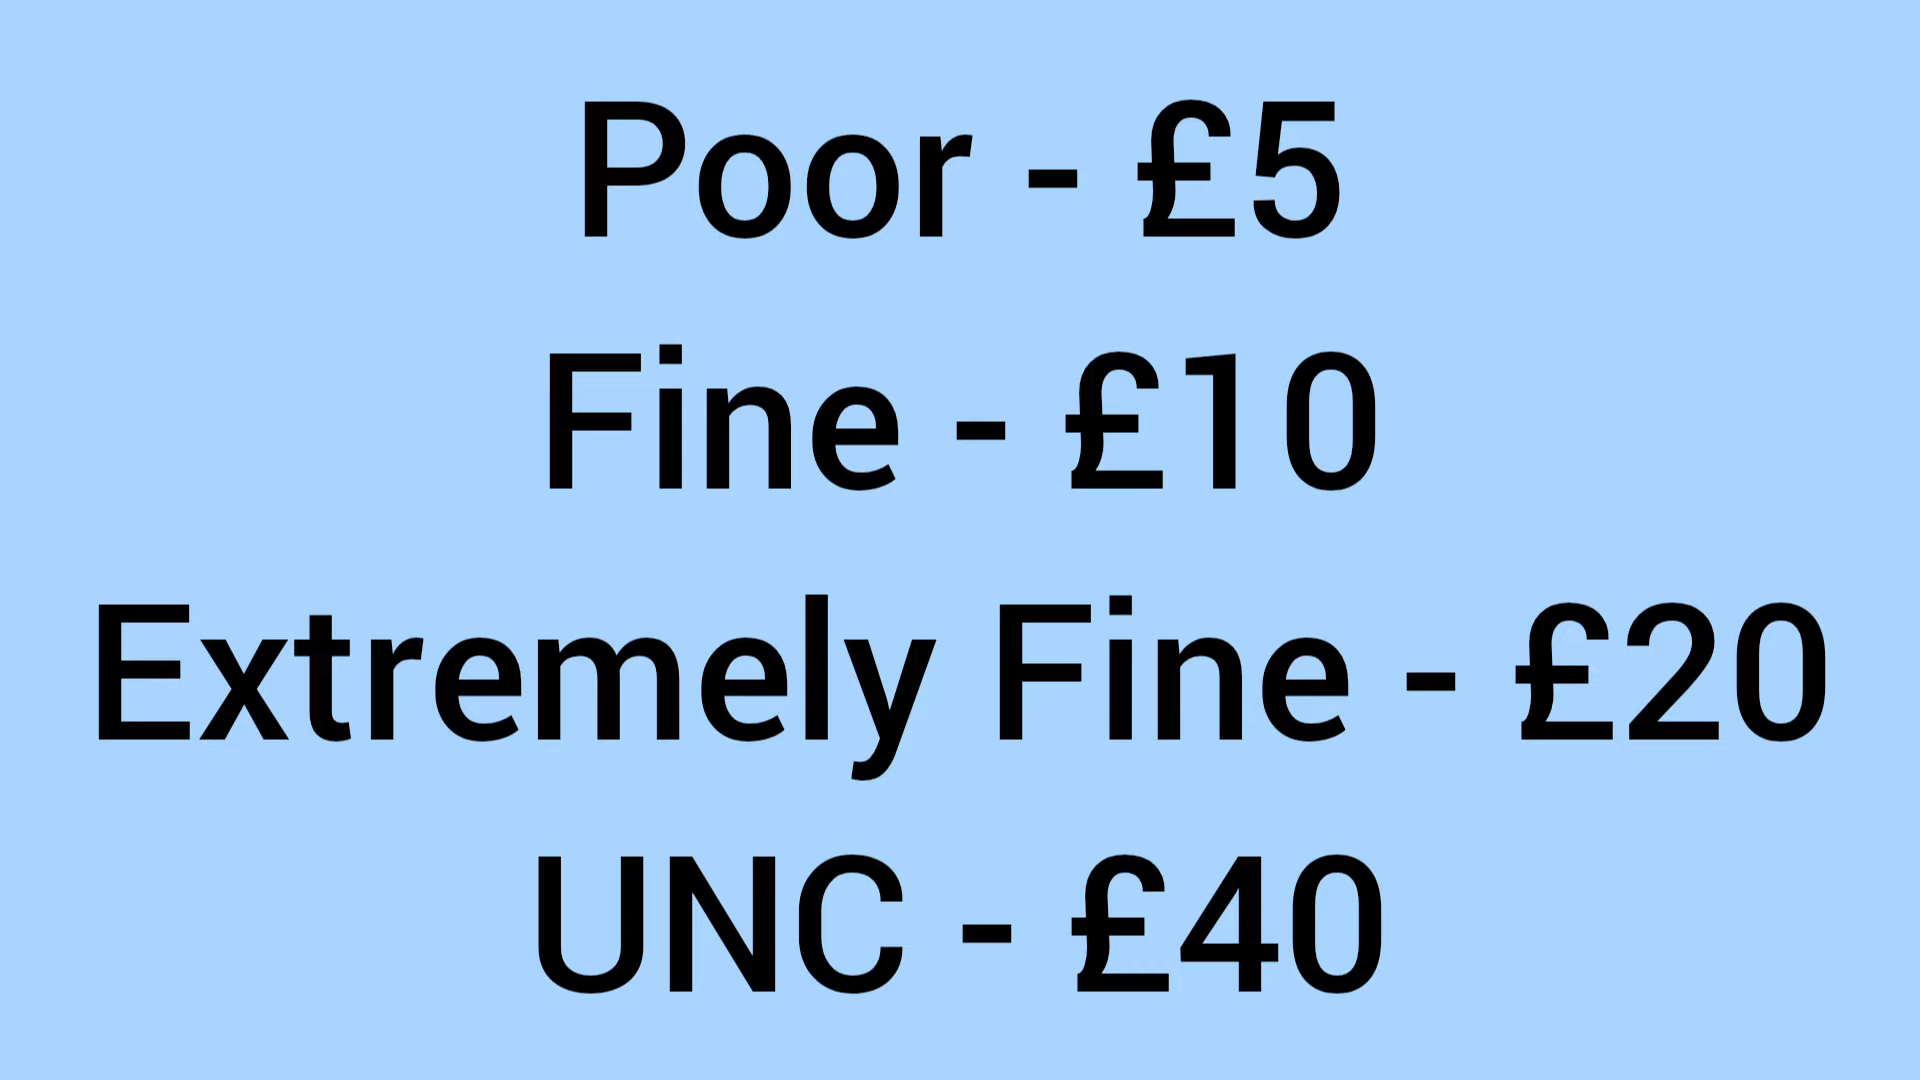 Poor - £5
Fine - £10
Extremely Fine - £20
UNC - £40